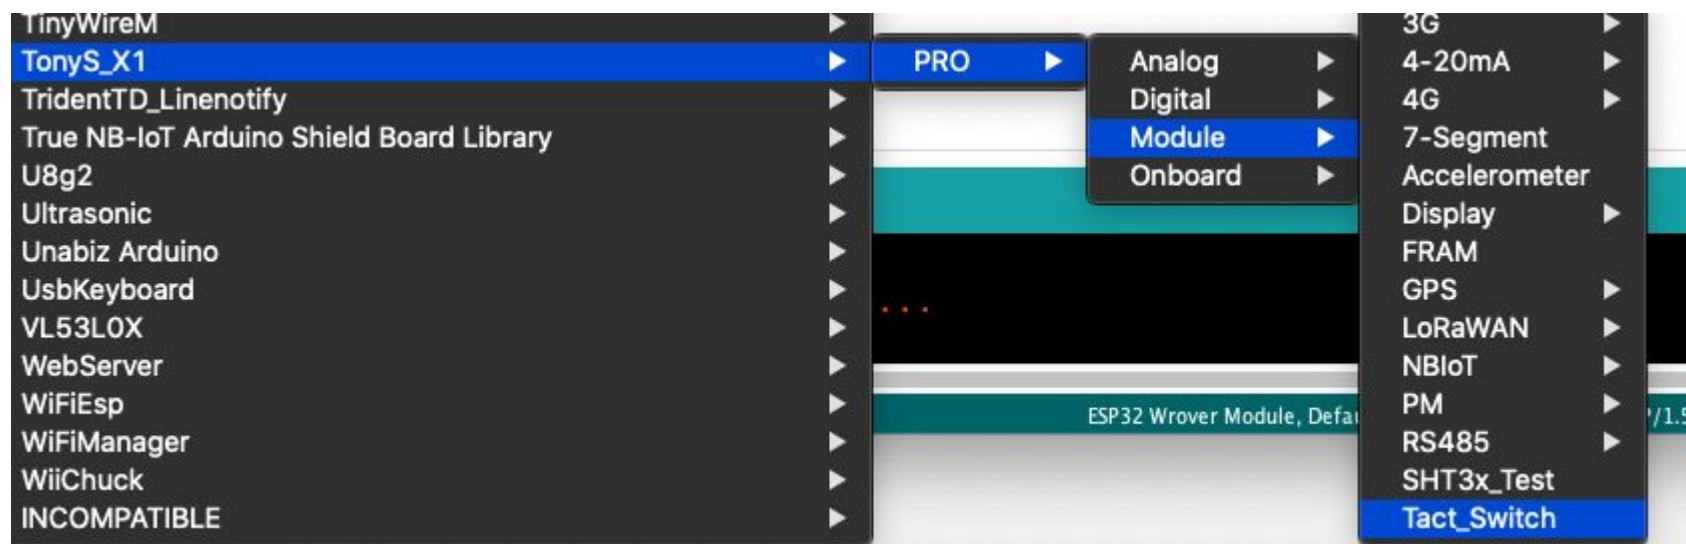 TinyWireM
TonyS_X1
TridentTD_Linenotify
True NB-IoT Arduino Shield Board Library
U8g2
Ultrasonic
Unabiz Arduino
UsbKeyboard
VL53L0X
WebServer
WiFiEsp
WiFiManager
WiiChuck
INCOMPATIBLE
PRO
Analog
Digital
Module
Onboard
3G
4-20mA
4G
7-Segment
Accelerometer
Display
FRAM
GPS
LoRaWAN
NBIoT
PM
RS485
SHT3x_Test
Tact_Switch
...
ESP32 Wrover Module,